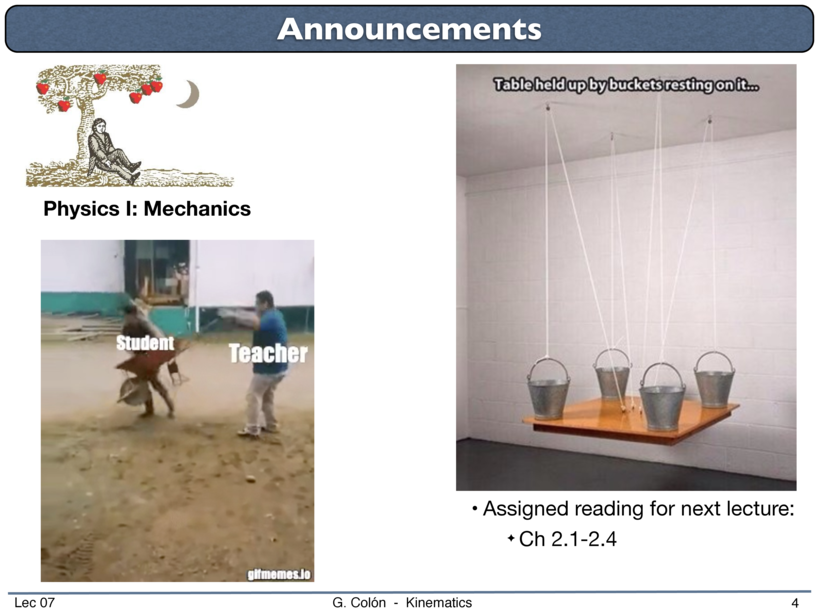 Announcements
Physics I: Mechanics
Student
Teacher
gifmemes.io
Table held up by buckets resting on it...
• Assigned reading for next lecture:
✦ Ch 2.1-2.4
Lec 07
G. Colón - Kinematics
4